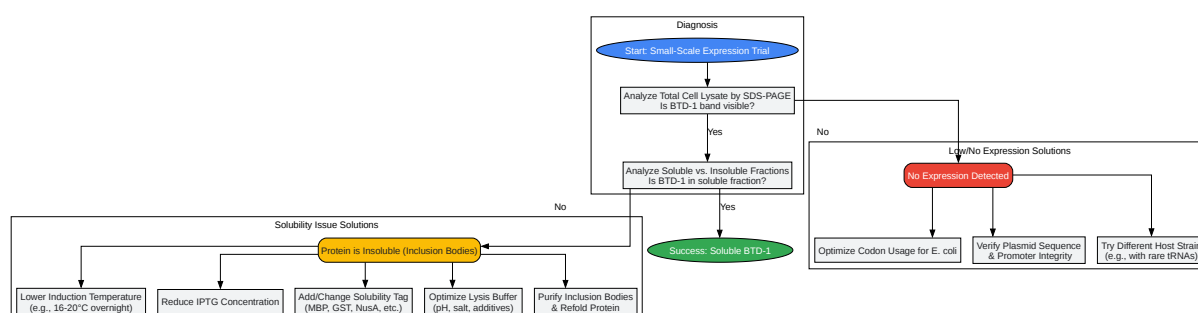 Diagnosis
Start: Small-Scale Expression Trial
Analyze Total Cell Lysate by SDS-PAGE
Is BTD-1 band visible?
Yes
No
Low/No Expression Solutions
Analyze Soluble vs. Insoluble Fractions
Is BTD-1 in soluble fraction?
No Expression Detected
No
Yes
Solubility Issue Solutions
Protein is Insoluble (Inclusion Bodies)
Success: Soluble BTD-1
Optimize Codon Usage for E. coli
Verify Plasmid Sequence
& Promoter Integrity
Try Different Host Strain
(e.g., with rare tRNAs)
Lower Induction Temperature
(e.g., 16-20°C overnight)
Reduce IPTG Concentration
Add/Change Solubility Tag
(MBP, GST, NusA, etc.)
Optimize Lysis Buffer
(pH, salt, additives)
Purify Inclusion Bodies
& Refold Protein